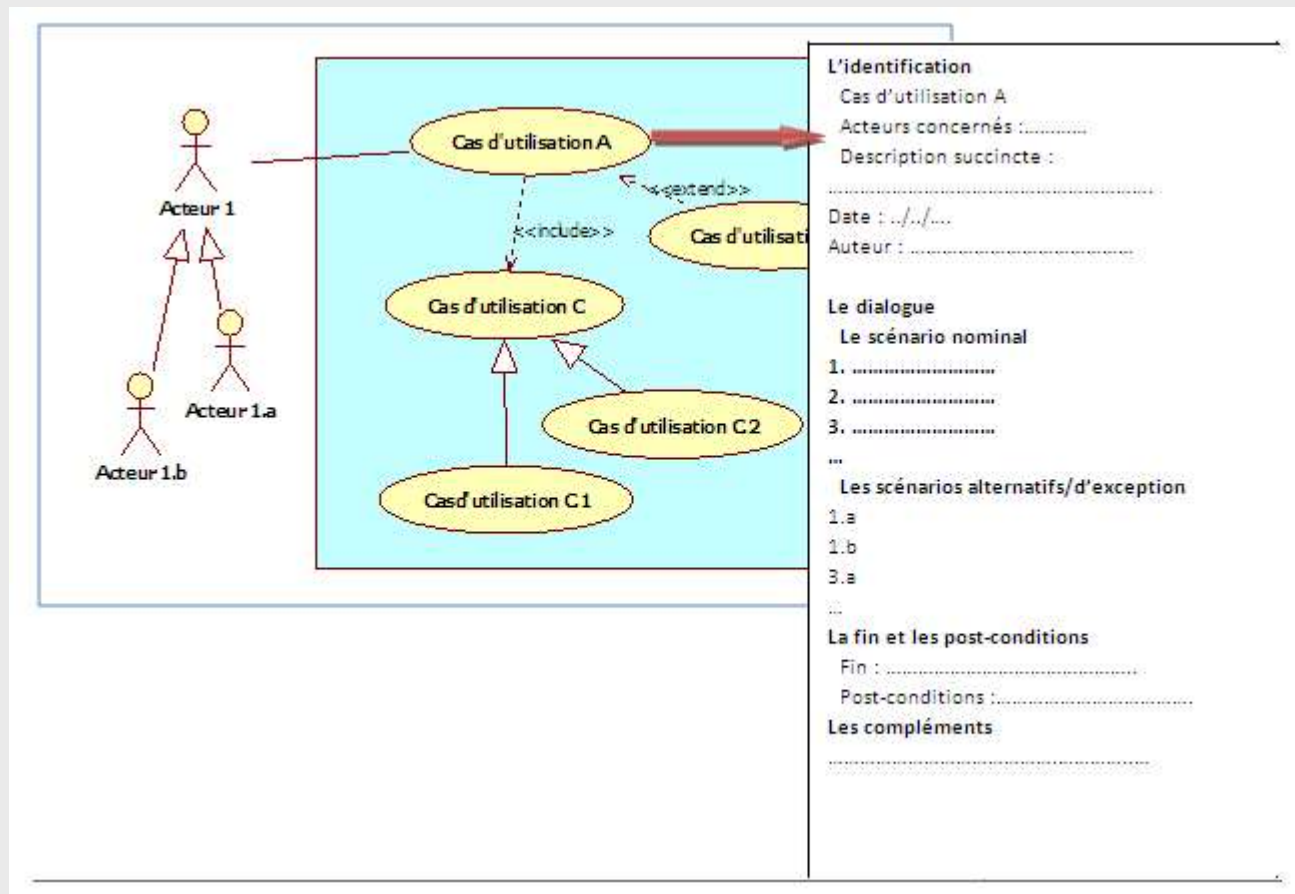 Acteur 1
Acteur 1.a
Acteur 1.b
Cas d'utilisation A
<<extend>>
<<include>>
Cas d'utilisati
Cas d'utilisation C
Cas d'utilisation C.2
Casd'utilisation C.1
L'identification
Cas d'utilisation A
Acteurs concernés :............
Description succincte :
..............................................................
Date : ../../....
Auteur : ..........................................
Le dialogue
Le scénario nominal
1. ...........................
2. ...........................
3. ...........................
...
Les scénarios alternatifs/d'exception
1.a
1.b
3.a
...
La fin et les post-conditions
Fin : ................................................
Post-conditions :.....................................
Les compléments
.............................................................